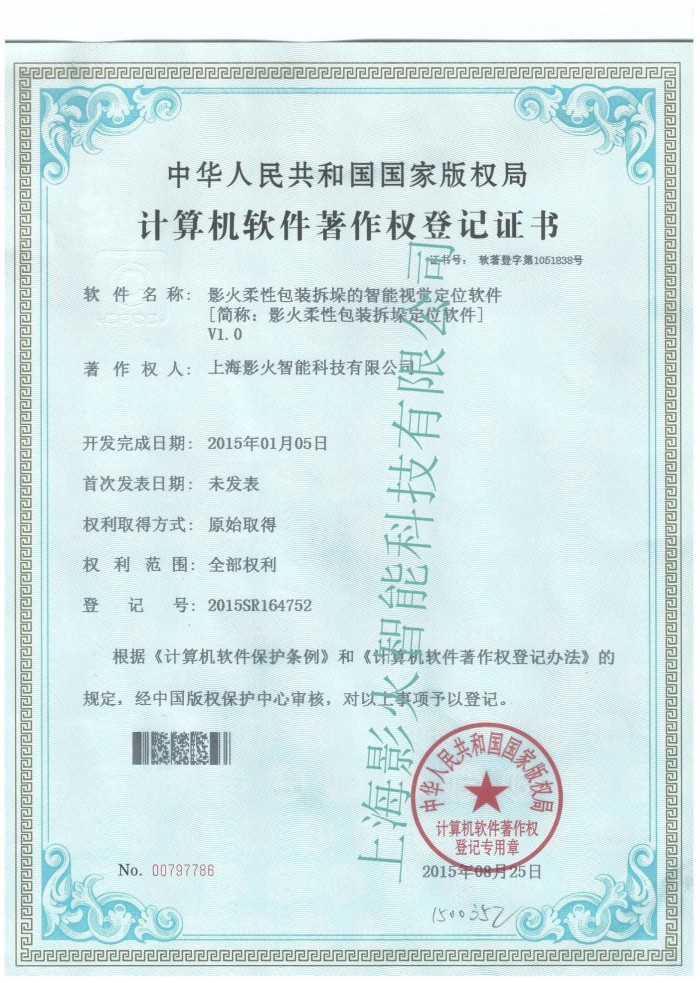 中华人民共和国国家版权局
计算机软件著作权登记证书
证书号： 软著登字第1051838号
软件名称： 影火柔性包装拆垛的智能视觉定位软件
[简称：影火柔性包装拆垛定位软件]
V1.0
著作权人： 上海影火智能科技有限公司
开发完成日期： 2015年01月05日
首次发表日期： 未发表
权利取得方式： 原始取得
权利范围： 全部权利
登记号： 2015SR164752
根据《计算机软件保护条例》和《计算机软件著作权登记办法》的
规定，经中国版权保护中心审核，对以上事项予以登记。
上海影火智能科技有限公司
中华人民共和国国家版权局
计算机软件著作权
登记专用章
No. 00797786
2015年08月25日
1500352